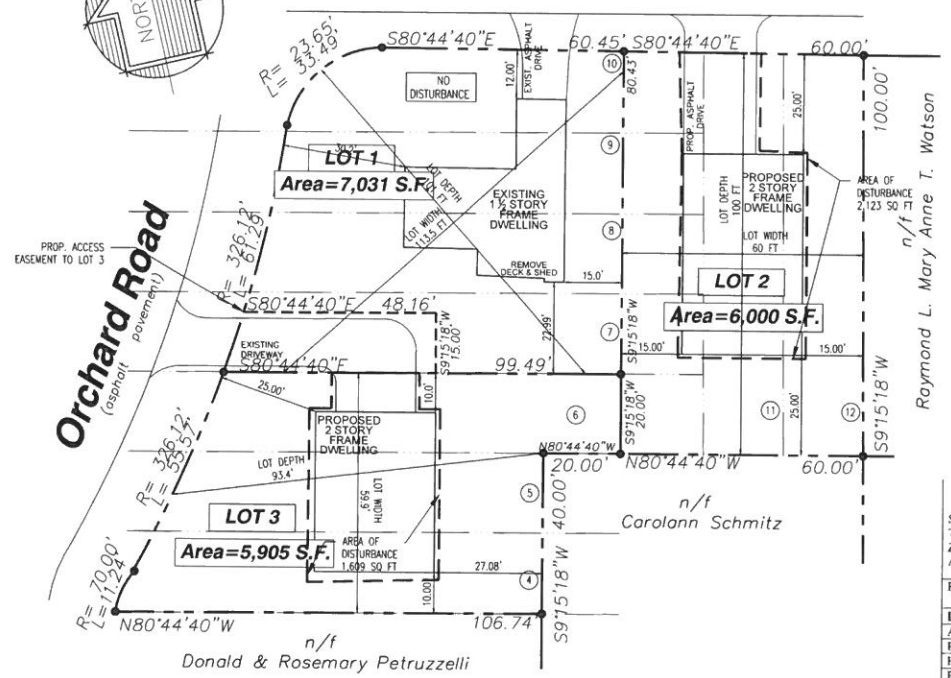 NORT
R= 23.65'
L= 33.49'
S80°44'40"E
60.45'
S80°44'40"E
60.00'
NO
DISTURBANCE
12.00'
EXIST. ASPHALT
DRIVE
10
80.43'
PROP. ASPHALT
DRIVE
25.00'
100.00'
LOT 1
Area=7,031 S.F.
LOT DEPTH
101 FT
LOT WIDTH
113.5 FT
EXISTING
1 ½ STORY
FRAME
DWELLING
9
8
LOT DEPTH
100 FT
PROPOSED
2 STORY
FRAME
DWELLING
LOT WIDTH
60 FT
AREA OF
DISTURBANCE
2,123 SQ FT
n/f
Raymond L. Mary Anne T. Watson
PROP. ACCESS
EASEMENT TO LOT 3
R= 326.12'
L= 61.29'
REMOVE
DECK & SHED
15.0'
LOT 2
Area=6,000 S.F.
Orchard Road
(asphalt pavement)
S80°44'40"E
48.16'
S9°15'18"W
15.00'
22.99'
7
S9°15'18"W
15.00'
15.00'
EXISTING
DRIVEWAY
S80°44'40"E
99.49'
25.00'
10.0'
6
S9°15'18"W
20.00'
11
25.00'
12
S9°15'18"W
R= 326.12'
L= 55.57'
PROPOSED
2 STORY
FRAME
DWELLING
N80°44'40"W
20.00'
N80°44'40"W
60.00'
LOT DEPTH
93.4'
LOT WIDTH
59.9'
5
40.00'
n/f
Carolann Schmitz
LOT 3
Area=5,905 S.F.
AREA OF
DISTURBANCE
1,609 SQ FT
27.08'
4
S9°15'18"W
R= 70.00'
L= 11.24'
10.00'
N80°44'40"W
106.74'
n/f
Donald & Rosemary Petruzzelli